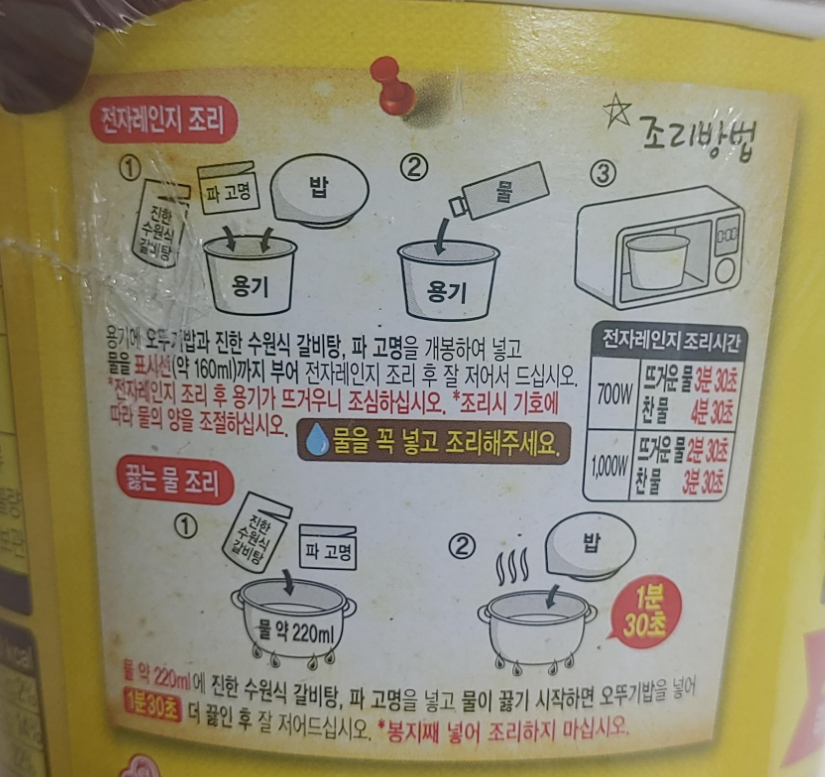 전자레인지 조리
☆ 조리방법
①
진한
수원식
갈비탕
파 고명
밥
용기
②
물
용기
③
0:00
용기에 오뚜기밥과 진한 수원식 갈비탕, 파 고명을 개봉하여 넣고
물을 표시선(약 160ml)까지 부어 전자레인지 조리 후 잘 저어서 드십시오.
*전자레인지 조리 후 용기가 뜨거우니 조심하십시오. *조리시 기호에
따라 물의 양을 조절하십시오.
물을 꼭 넣고 조리해주세요.
전자레인지 조리시간
700W
뜨거운 물 3분 30초
찬 물 4분 30초
1,000W
뜨거운 물 2분 30초
찬 물 3분 30초
끓는 물 조리
①
진한
수원식
갈비탕
파 고명
물 약 220ml
②
밥
1분
30초
물 약 220ml에 진한 수원식 갈비탕, 파 고명을 넣고 물이 끓기 시작하면 오뚜기밥을 넣어
1분30초 더 끓인 후 잘 저어드십시오. *봉지째 넣어 조리하지 마십시오.
kcal